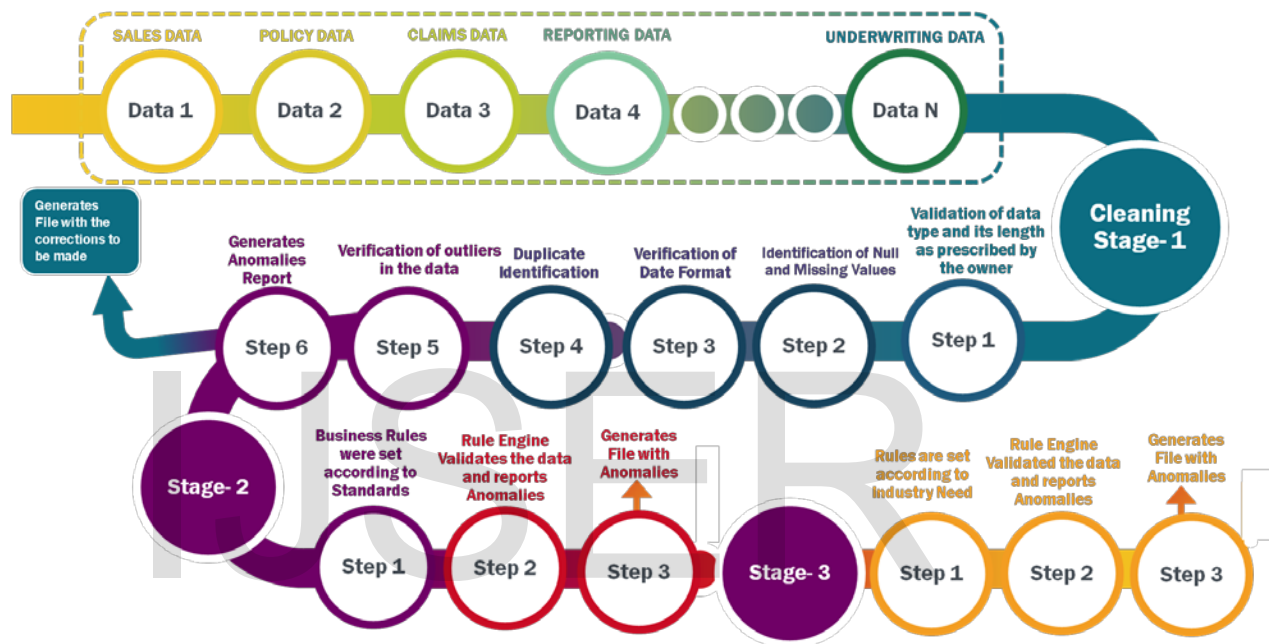 SALES DATA
POLICY DATA
CLAIMS DATA
REPORTING DATA
UNDERWRITING DATA
Data 1
Data 2
Data 3
Data 4
Data N
Cleaning
Stage- 1
Generates
File with the
corrections to
be made
Generates
Anomalies
Report
Verification of outliers
in the data
Duplicate
Identification
Verification of
Date Format
Identification of Null
and Missing Values
Validation of data
type and its length
as prescribed by
the owner
Step 6
Step 5
Step 4
Step 3
Step 2
Step 1
Stage- 2
Business Rules
were set
according to
Standards
Rule Engine
Validates the data
and reports
Anomalies
Generates
File with
Anomalies
Step 1
Step 2
Step 3
Stage- 3
Rules are set
according to
Industry Need
Rule Engine
Validated the data
and reports
Anomalies
Generates
File with
Anomalies
Step 1
Step 2
Step 3
IJSER